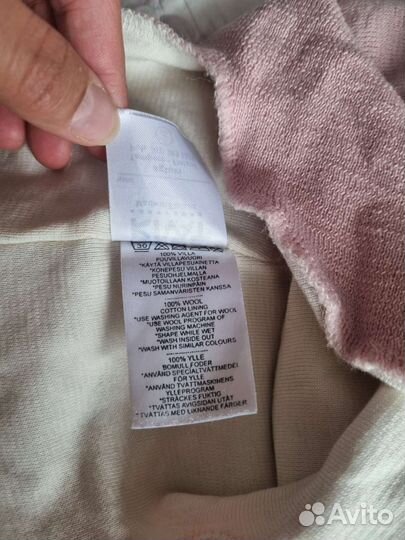 30
100% VILLA
PUUVILLAVUORI
*KÄYTÄ VILLAPESUAINETTA
*KONEPESU VILLAN
PESUOHJELMALLA
*MUOTOILLAAN KOSTEANA
*PESU NURINPÄIN
*PESU SAMANVÄRISTEN KANSSA
100% WOOL
COTTON LINING
*USE WASHING AGENT FOR WOOL
*USE WOOL PROGRAM OF
WASHING MACHINE
*SHAPE WHILE WET
*WASH INSIDE OUT
*WASH WITH SIMILAR COLOURS
100% YLLE
BOMULL FODER
*ANVÄND SPECIALTVÄTTMEDEL
FÖR YLLE
*ANVÄND TVÄTTMASKINENS
YLLEPROGRAM
*STRÄCKES FUKTIG
*TVÄTTAS AVIGSIDAN UTÅT
*TVÄTTAS MED LIKNANDE FÄRGER
Avito